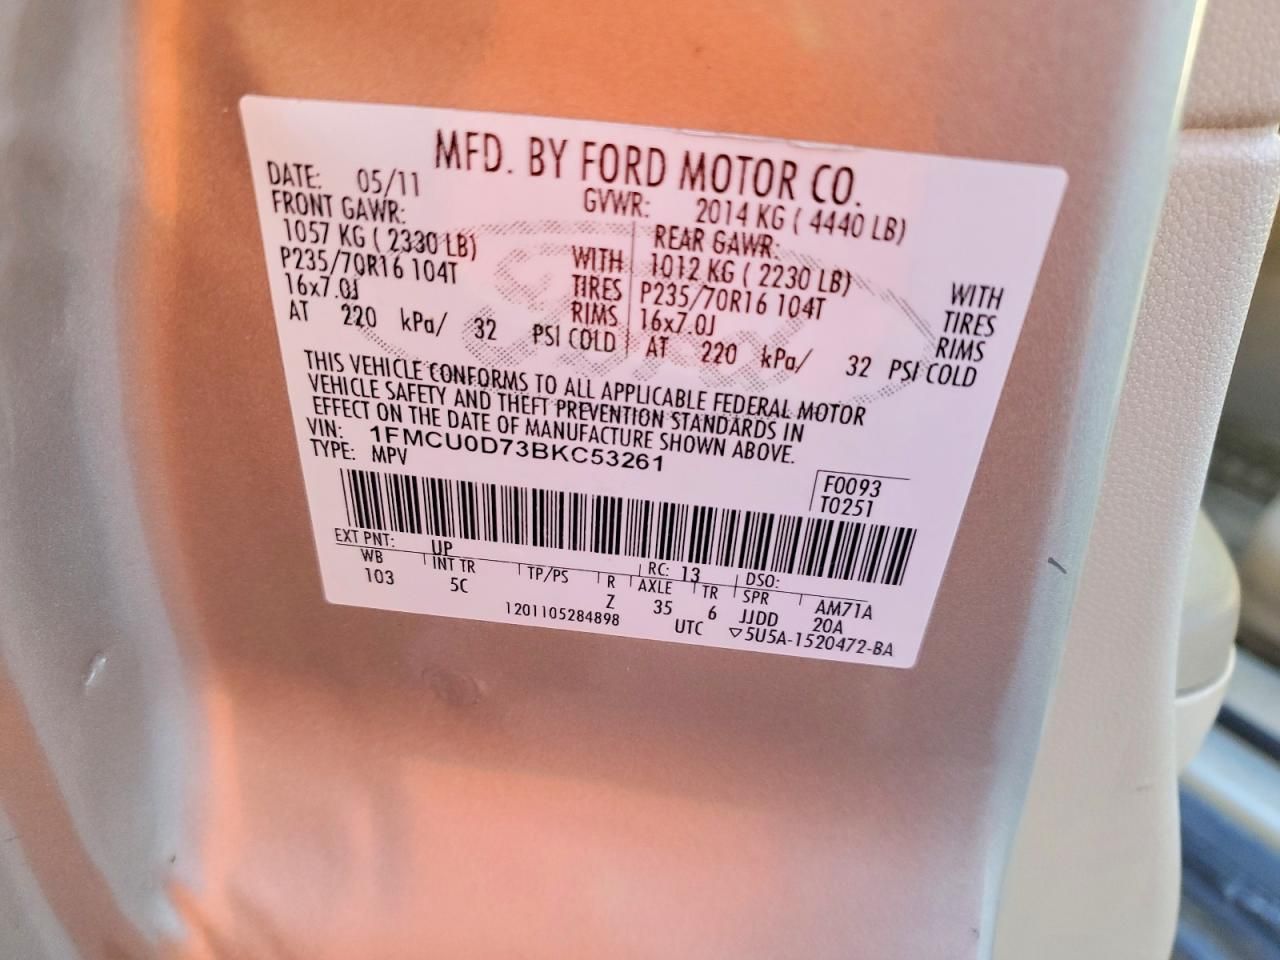 MFD. BY FORD MOTOR CO.
DATE: 05/11 GVWR: 2014 KG ( 4440 LB)
FRONT GAWR: REAR GAWR:
1057 KG ( 2330 LB) WITH 1012 KG ( 2230 LB) WITH
P235/70R16 104T TIRES P235/70R16 104T TIRES
16x7.0J RIMS 16x7.0J RIMS
AT 220 kPa/ 32 PSI COLD AT 220 kPa/ 32 PSI COLD
THIS VEHICLE CONFORMS TO ALL APPLICABLE FEDERAL MOTOR
VEHICLE SAFETY AND THEFT PREVENTION STANDARDS IN
EFFECT ON THE DATE OF MANUFACTURE SHOWN ABOVE.
VIN: 1FMCU0D73BKC53261
TYPE: MPV
F0093
T0251
EXT PNT: UP RC: 13 DSO:
WB INT TR TP/PS R AXLE TR SPR AM71A
103 5C Z 35 6 JJDD 20A
1201105284898 UTC ▽5U5A-1520472-BA
Ford